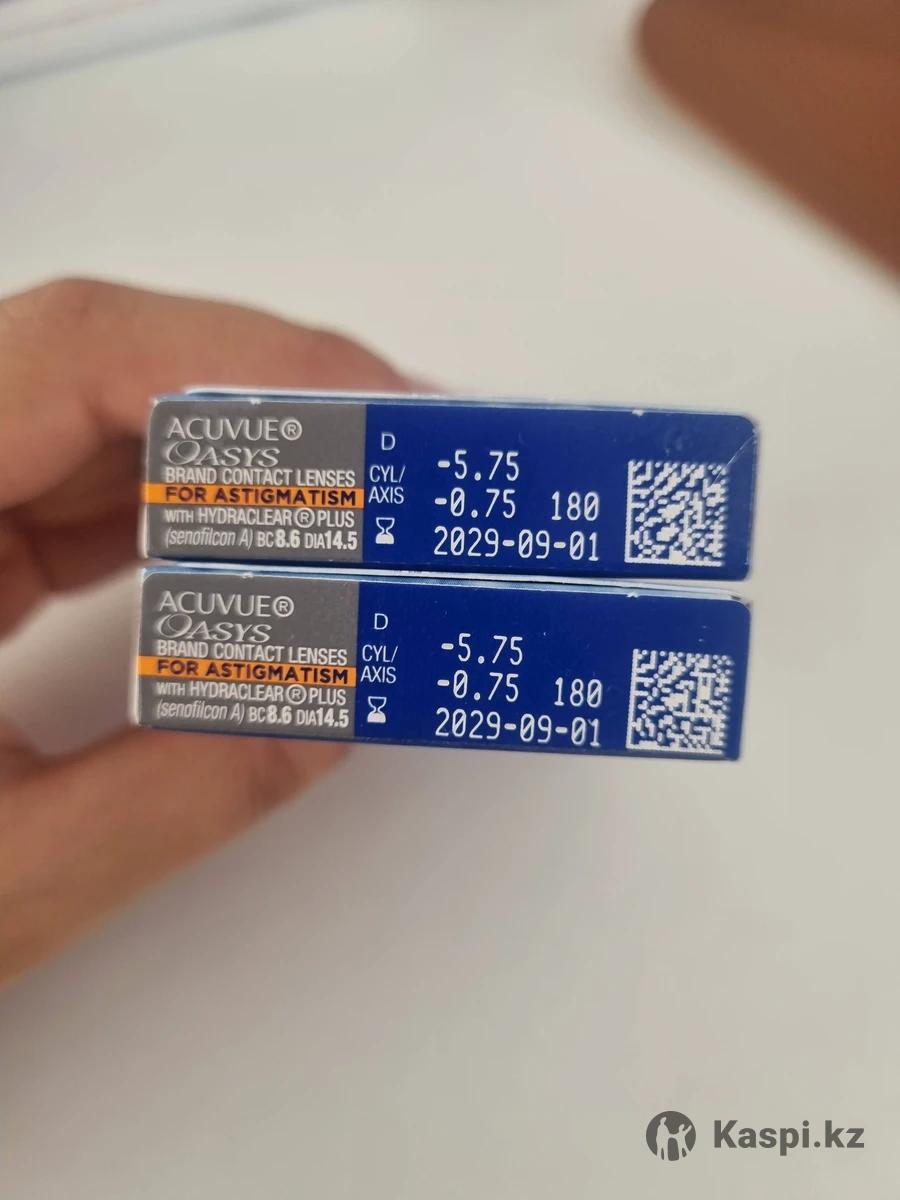 ACUVUE®
OASYS
BRAND CONTACT LENSES
FOR ASTIGMATISM
WITH HYDRACLEAR® PLUS
(senofilcon A) BC 8.6 DIA 14.5
D -5.75
CYL/
AXIS -0.75 180
2029-09-01
ACUVUE®
OASYS
BRAND CONTACT LENSES
FOR ASTIGMATISM
WITH HYDRACLEAR® PLUS
(senofilcon A) BC 8.6 DIA 14.5
D -5.75
CYL/
AXIS -0.75 180
2029-09-01
Kaspi.kz